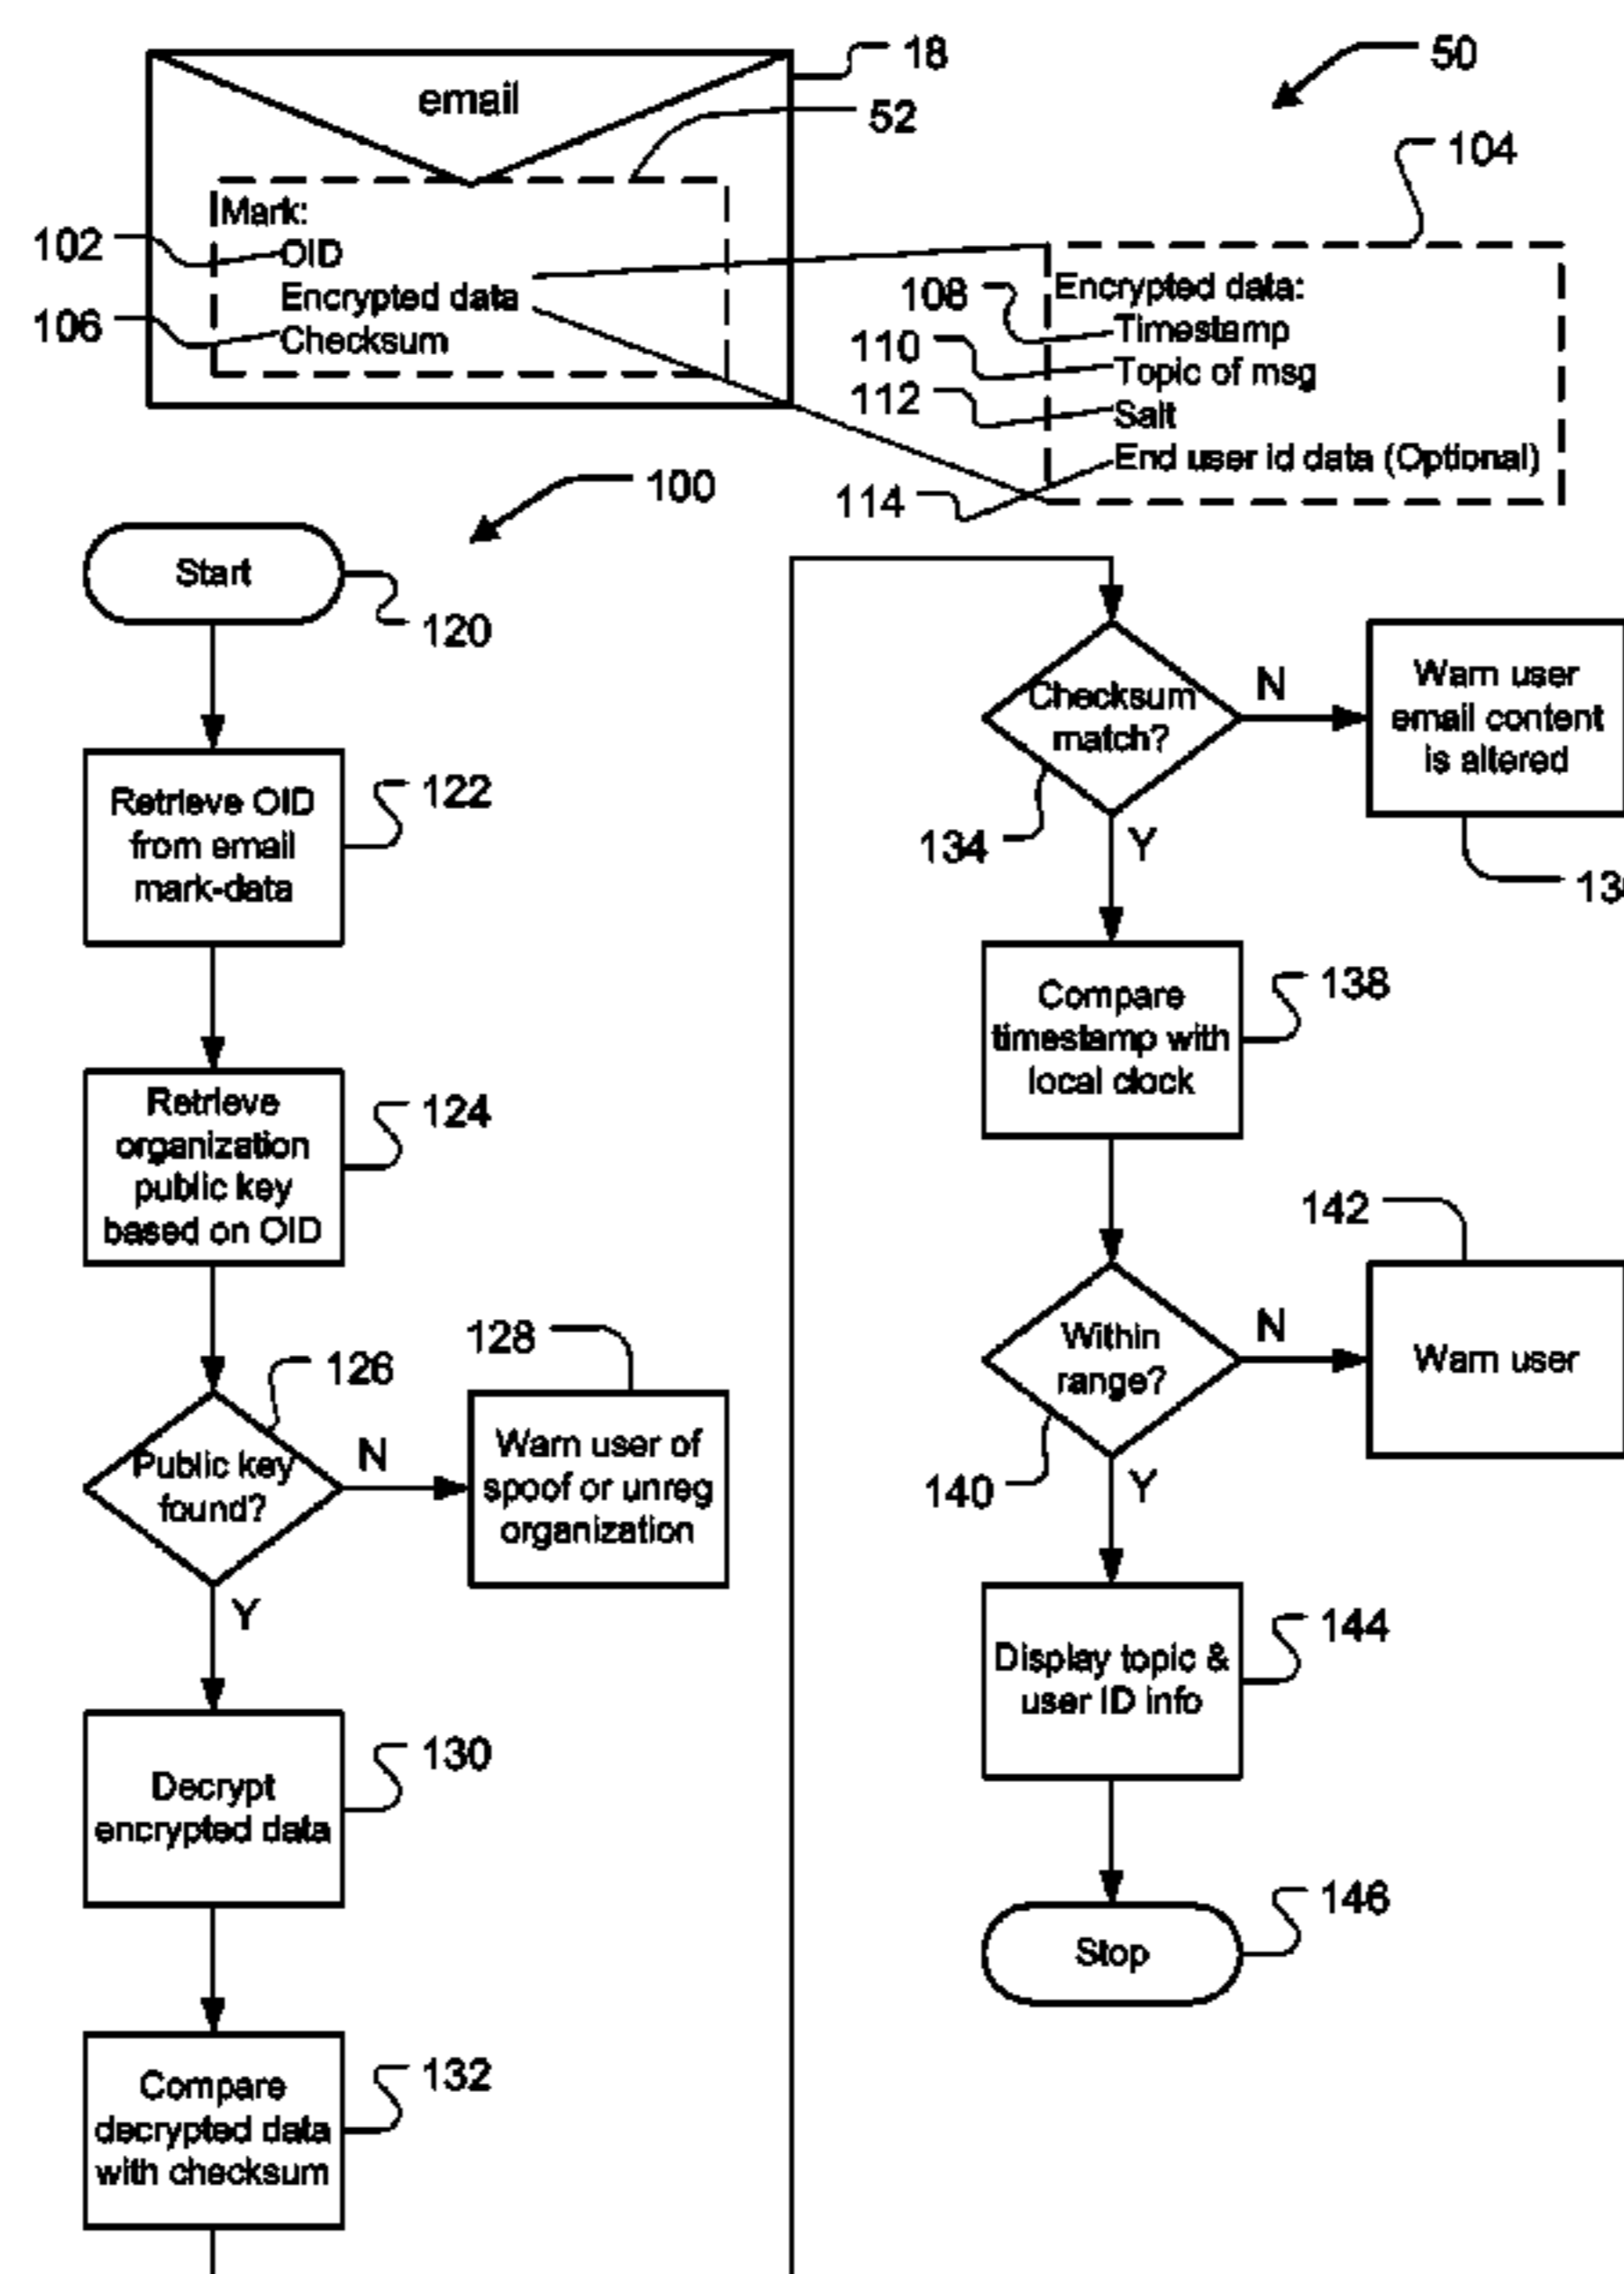 email
18
52
50
104
Mark:
102
OID
Encrypted data
106
Checksum
Encrypted data:
108
Timestamp
110
Topic of msg
112
Salt
End user id data (Optional)
114
100
Start
120
Retrieve OID
from email
mark-data
122
Retrieve
organization
public key
based on OID
124
126
Public key
found?
N
Y
128
Warn user of
spoof or unreg
organization
Decrypt
encrypted data
130
Compare
decrypted data
with checksum
132
Checksum
match?
134
N
Y
Warn user
email content
is altered
Compare
timestamp with
local clock
138
Within
range?
140
N
Y
142
Warn user
Display topic &
user ID info
144
Stop
146